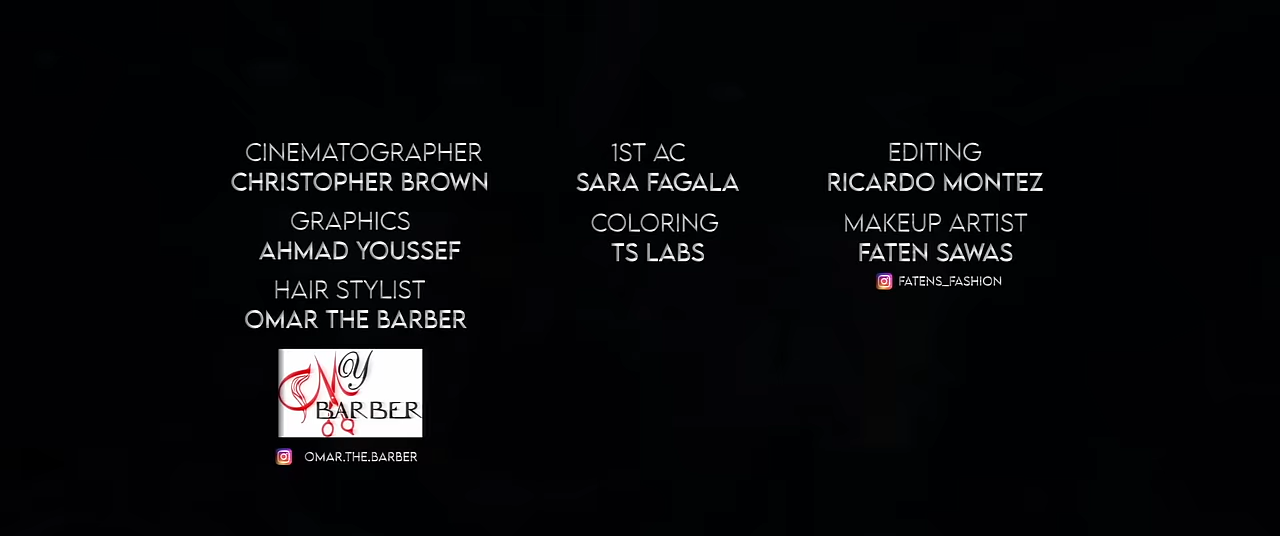 CINEMATOGRAPHER
CHRISTOPHER BROWN
GRAPHICS
AHMAD YOUSSEF
HAIR STYLIST
OMAR THE BARBER
MY
BARBER
OMAR.THE.BARBER
1ST AC
SARA FAGALA
COLORING
TS LABS
EDITING
RICARDO MONTEZ
MAKEUP ARTIST
FATEN SAWAS
FATENS_FASHION